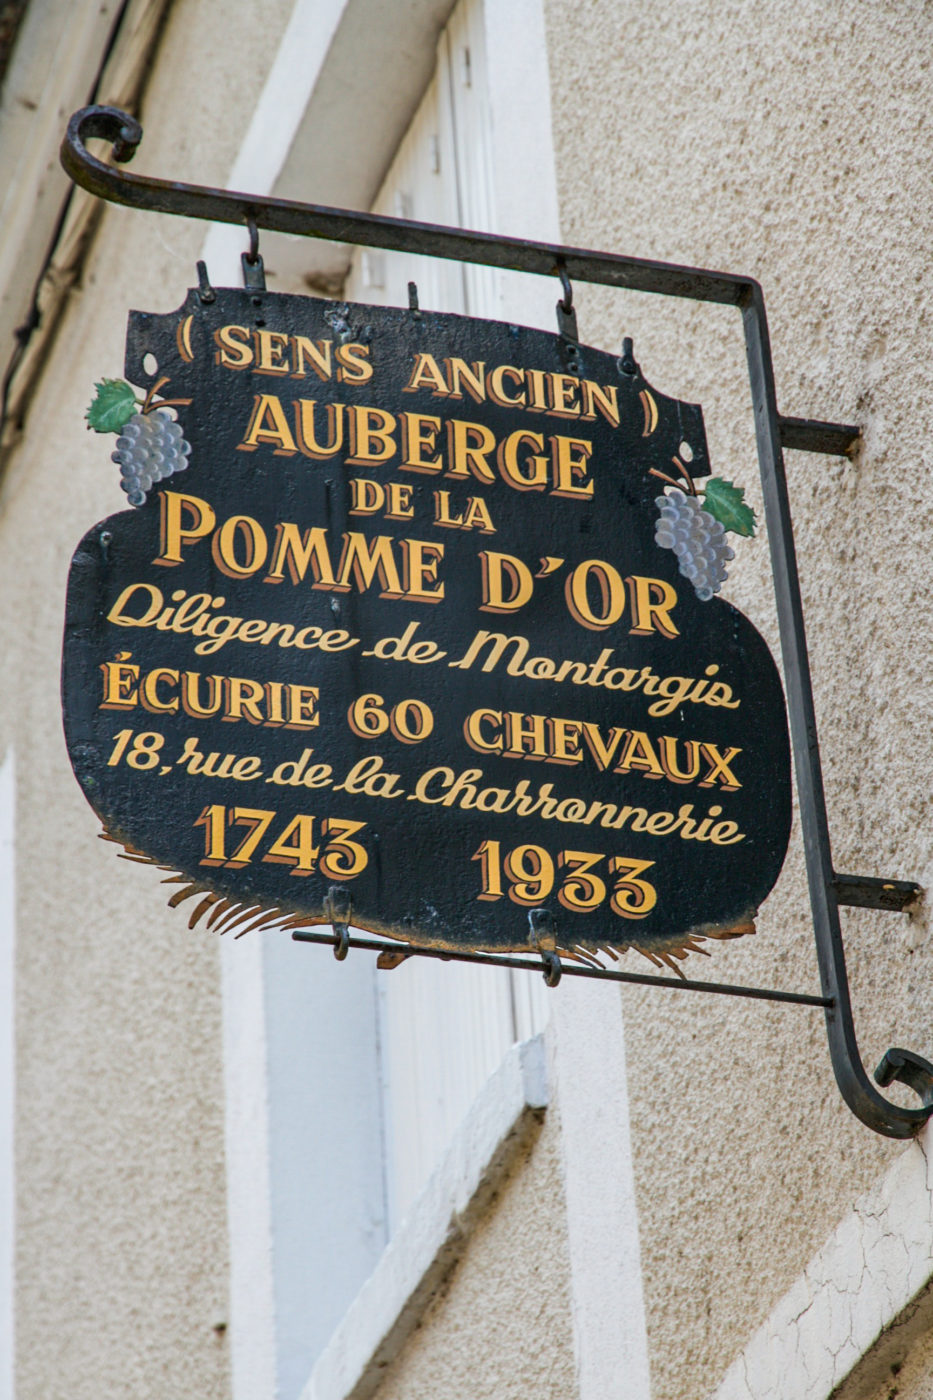 ( SENS ANCIEN )
AUBERGE
DE LA
POMME D'OR
Diligence de Montargis
ÉCURIE 60 CHEVAUX
18, rue de la Charronnerie
1743 1933